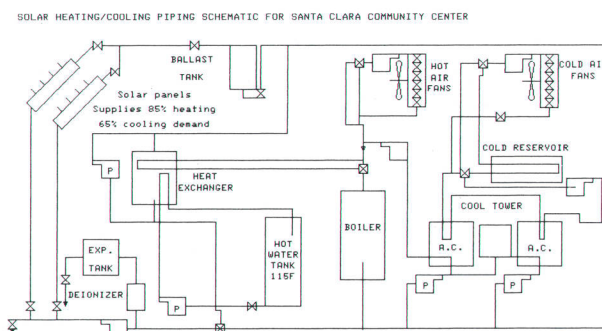 SOLAR HEATING/COOLING PIPING SCHEMATIC FOR SANTA CLARA COMMUNITY CENTER
BALLAST
TANK
Solar panels
Supplies 85% heating
65% cooling demand
HOT
AIR
FANS
COLD AI
FANS
COLD RESERVOIR
P
HEAT
EXCHANGER
COOL TOWER
BOILER
HOT
WATER
TANK
115F
A.C.
A.C.
EXP.
TANK
DEIONIZER
P
P
P